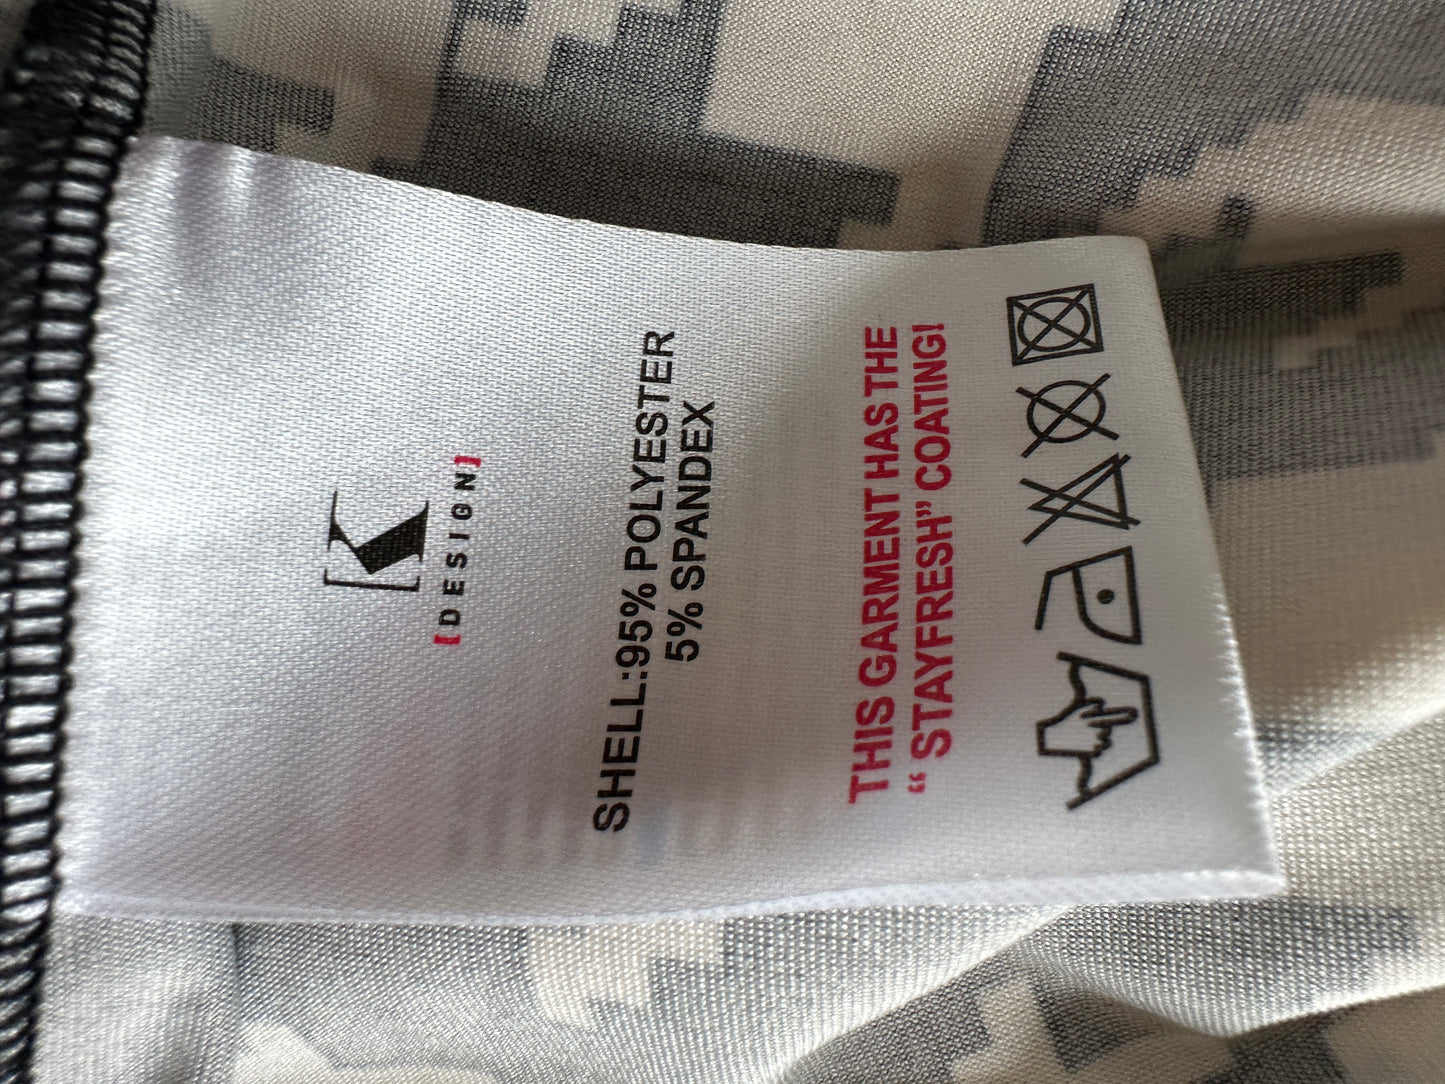 [K
[DESIGN]
SHELL:95% POLYESTER
5% SPANDEX
THIS GARMENT HAS THE
“ STAYFRESH” COATING!